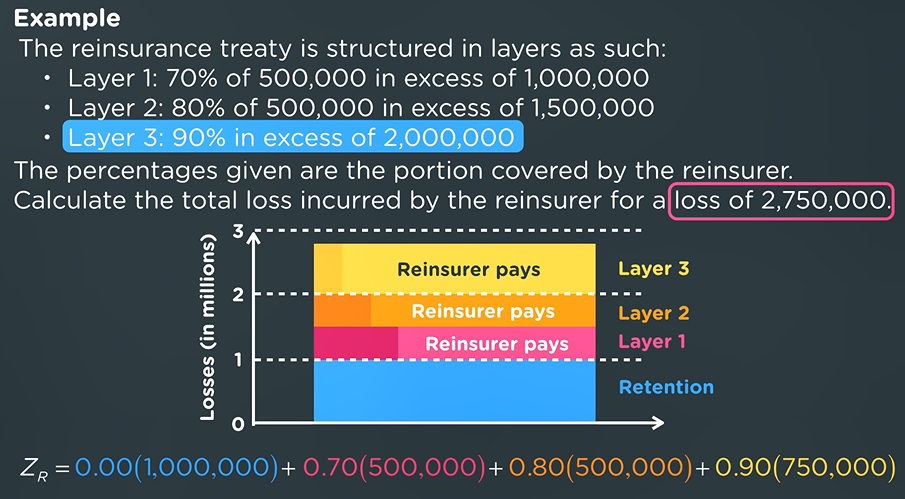 Example
The reinsurance treaty is structured in layers as such:
• Layer 1: 70% of 500,000 in excess of 1,000,000
• Layer 2: 80% of 500,000 in excess of 1,500,000
• Layer 3: 90% in excess of 2,000,000
The percentages given are the portion covered by the reinsurer.
Calculate the total loss incurred by the reinsurer for a loss of 2,750,000.
Losses (in millions)
3
Reinsurer pays Layer 3
2
Reinsurer pays Layer 2
Reinsurer pays Layer 1
1
Retention
0
Z_R = 0.00(1,000,000) + 0.70(500,000) + 0.80(500,000) + 0.90(750,000)